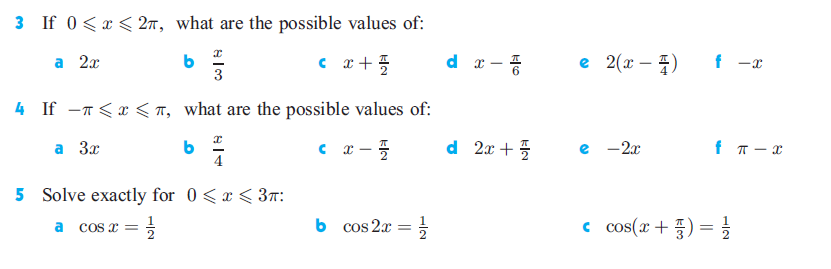 3 If 0 ⩽ x ⩽ 2π, what are the possible values of:
a 2x b x/3 c x + π/2 d x − π/6 e 2(x − π/4) f −x
4 If −π ⩽ x ⩽ π, what are the possible values of:
a 3x b x/4 c x − π/2 d 2x + π/2 e −2x f π − x
5 Solve exactly for 0 ⩽ x ⩽ 3π:
a cos x = 1/2 b cos 2x = 1/2 c cos(x + π/3) = 1/2